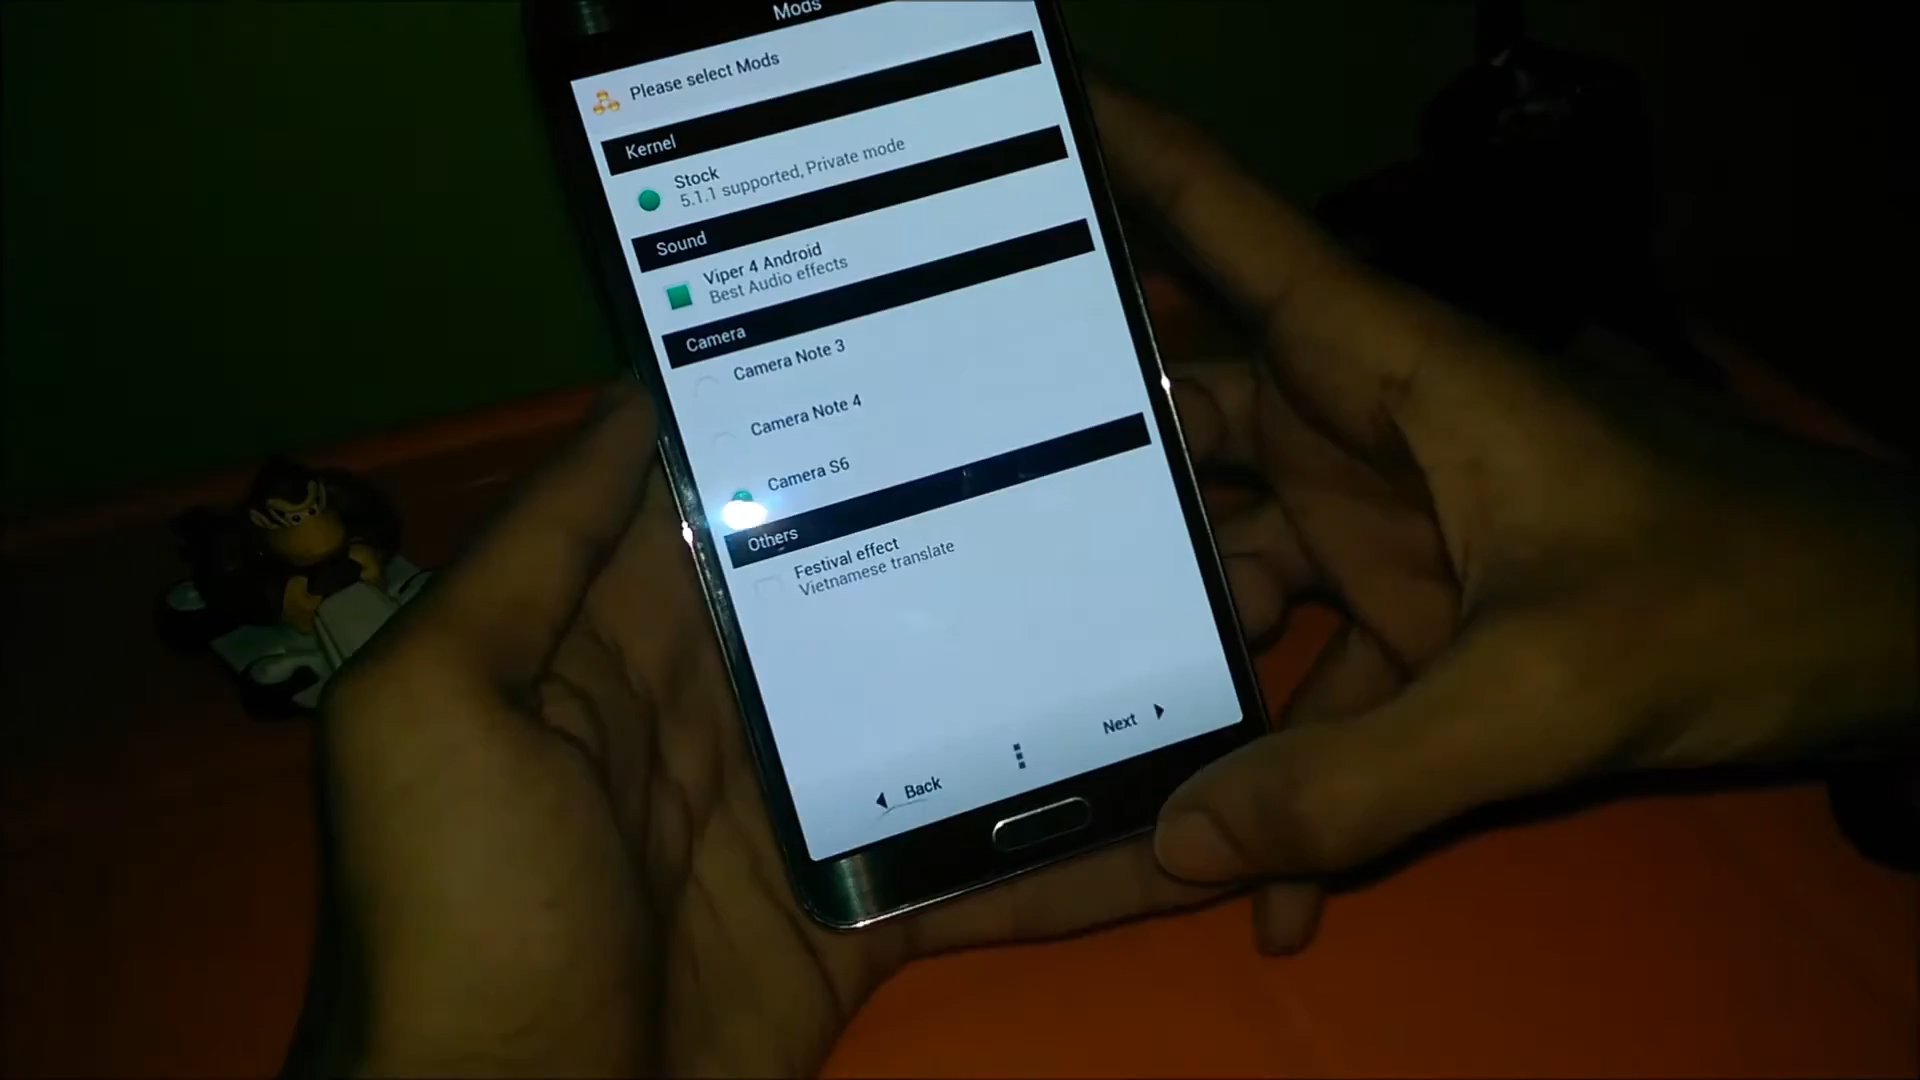 Mods
Please select Mods
Kernel
Stock
5.1.1 supported, Private mode
Sound
Viper 4 Android
Best Audio effects
Camera
Camera Note 3
Camera Note 4
Camera S6
Others
Festival effect
Vietnamese translate
Back
Next